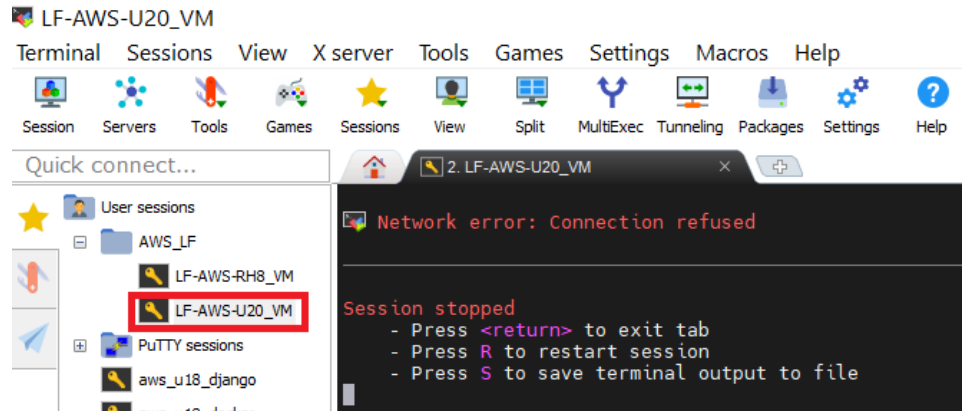 LF-AWS-U20_VM
Terminal Sessions View X server Tools Games Settings Macros Help
Session Servers Tools Games Sessions View Split MultiExec Tunneling Packages Settings Help
Quick connect...
2. LF-AWS-U20_VM
User sessions
AWS_LF
LF-AWS-RH8_VM
LF-AWS-U20_VM
PuTTY sessions
aws_u18_django
Network error: Connection refused
Session stopped
- Press <return> to exit tab
- Press R to restart session
- Press S to save terminal output to file